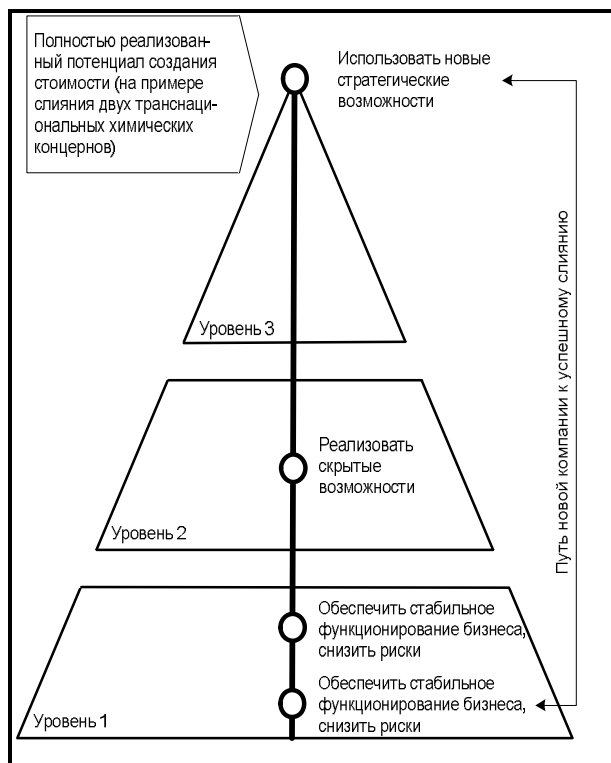 Полностью реализован-
ный потенциал создания
стоимости (на примере
слияния двух транснаци-
ональных химических
концернов)
Использовать новые
стратегические
возможности
Уровень 3
Реализовать
скрытые
возможности
Уровень 2
Обеспечить стабильное
функционирование бизнеса,
снизить риски
Обеспечить стабильное
функционирование бизнеса,
снизить риски
Уровень 1
Путь новой компании к успешному слиянию